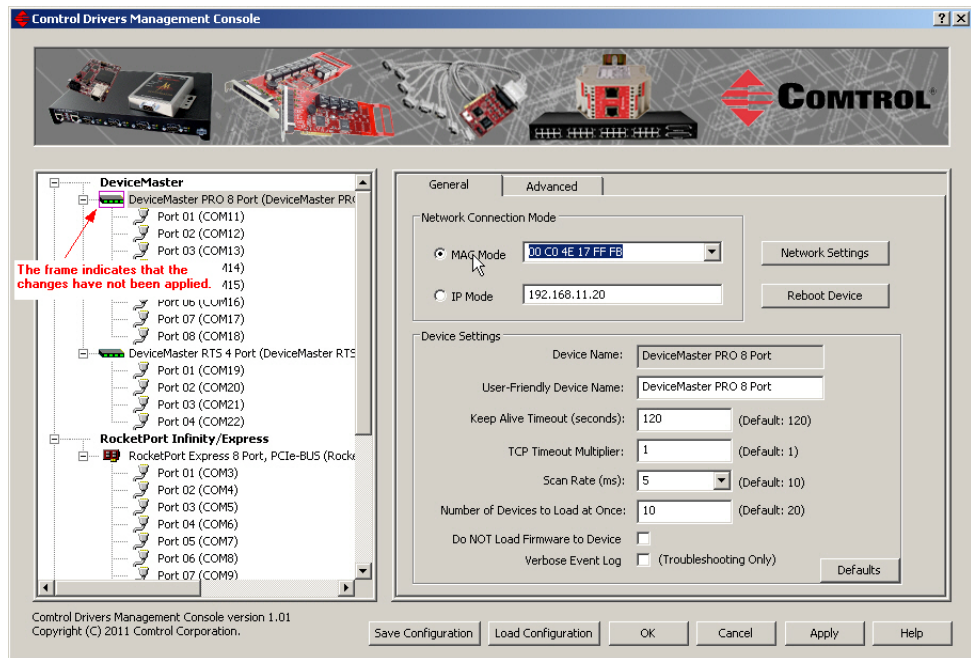 Comtrol Drivers Management Console
COMTROL
DeviceMaster
DeviceMaster PRO 8 Port (DeviceMaster PR
Port 01 (COM11)
Port 02 (COM12)
Port 03 (COM13)
M14)
M15)
Port 06 (COM16)
Port 07 (COM17)
Port 08 (COM18)
The frame indicates that the
changes have not been applied.
DeviceMaster RTS 4 Port (DeviceMaster RTS
Port 01 (COM19)
Port 02 (COM20)
Port 03 (COM21)
Port 04 (COM22)
RocketPort Infinity/Express
RocketPort Express 8 Port, PCIe-BUS (Rocke
Port 01 (COM3)
Port 02 (COM4)
Port 03 (COM5)
Port 04 (COM6)
Port 05 (COM7)
Port 06 (COM8)
Port 07 (COM9)
General Advanced
Network Connection Mode
MAC Mode 00 C0 4E 17 FF FB
Network Settings
IP Mode 192.168.11.20
Reboot Device
Device Settings
Device Name: DeviceMaster PRO 8 Port
User-Friendly Device Name: DeviceMaster PRO 8 Port
Keep Alive Timeout (seconds): 120 (Default: 120)
TCP Timeout Multiplier: 1 (Default: 1)
Scan Rate (ms): 5 (Default: 10)
Number of Devices to Load at Once: 10 (Default: 20)
Do NOT Load Firmware to Device
Verbose Event Log (Troubleshooting Only)
Defaults
Comtrol Drivers Management Console version 1.01
Copyright (C) 2011 Comtrol Corporation.
Save Configuration Load Configuration OK Cancel Apply Help